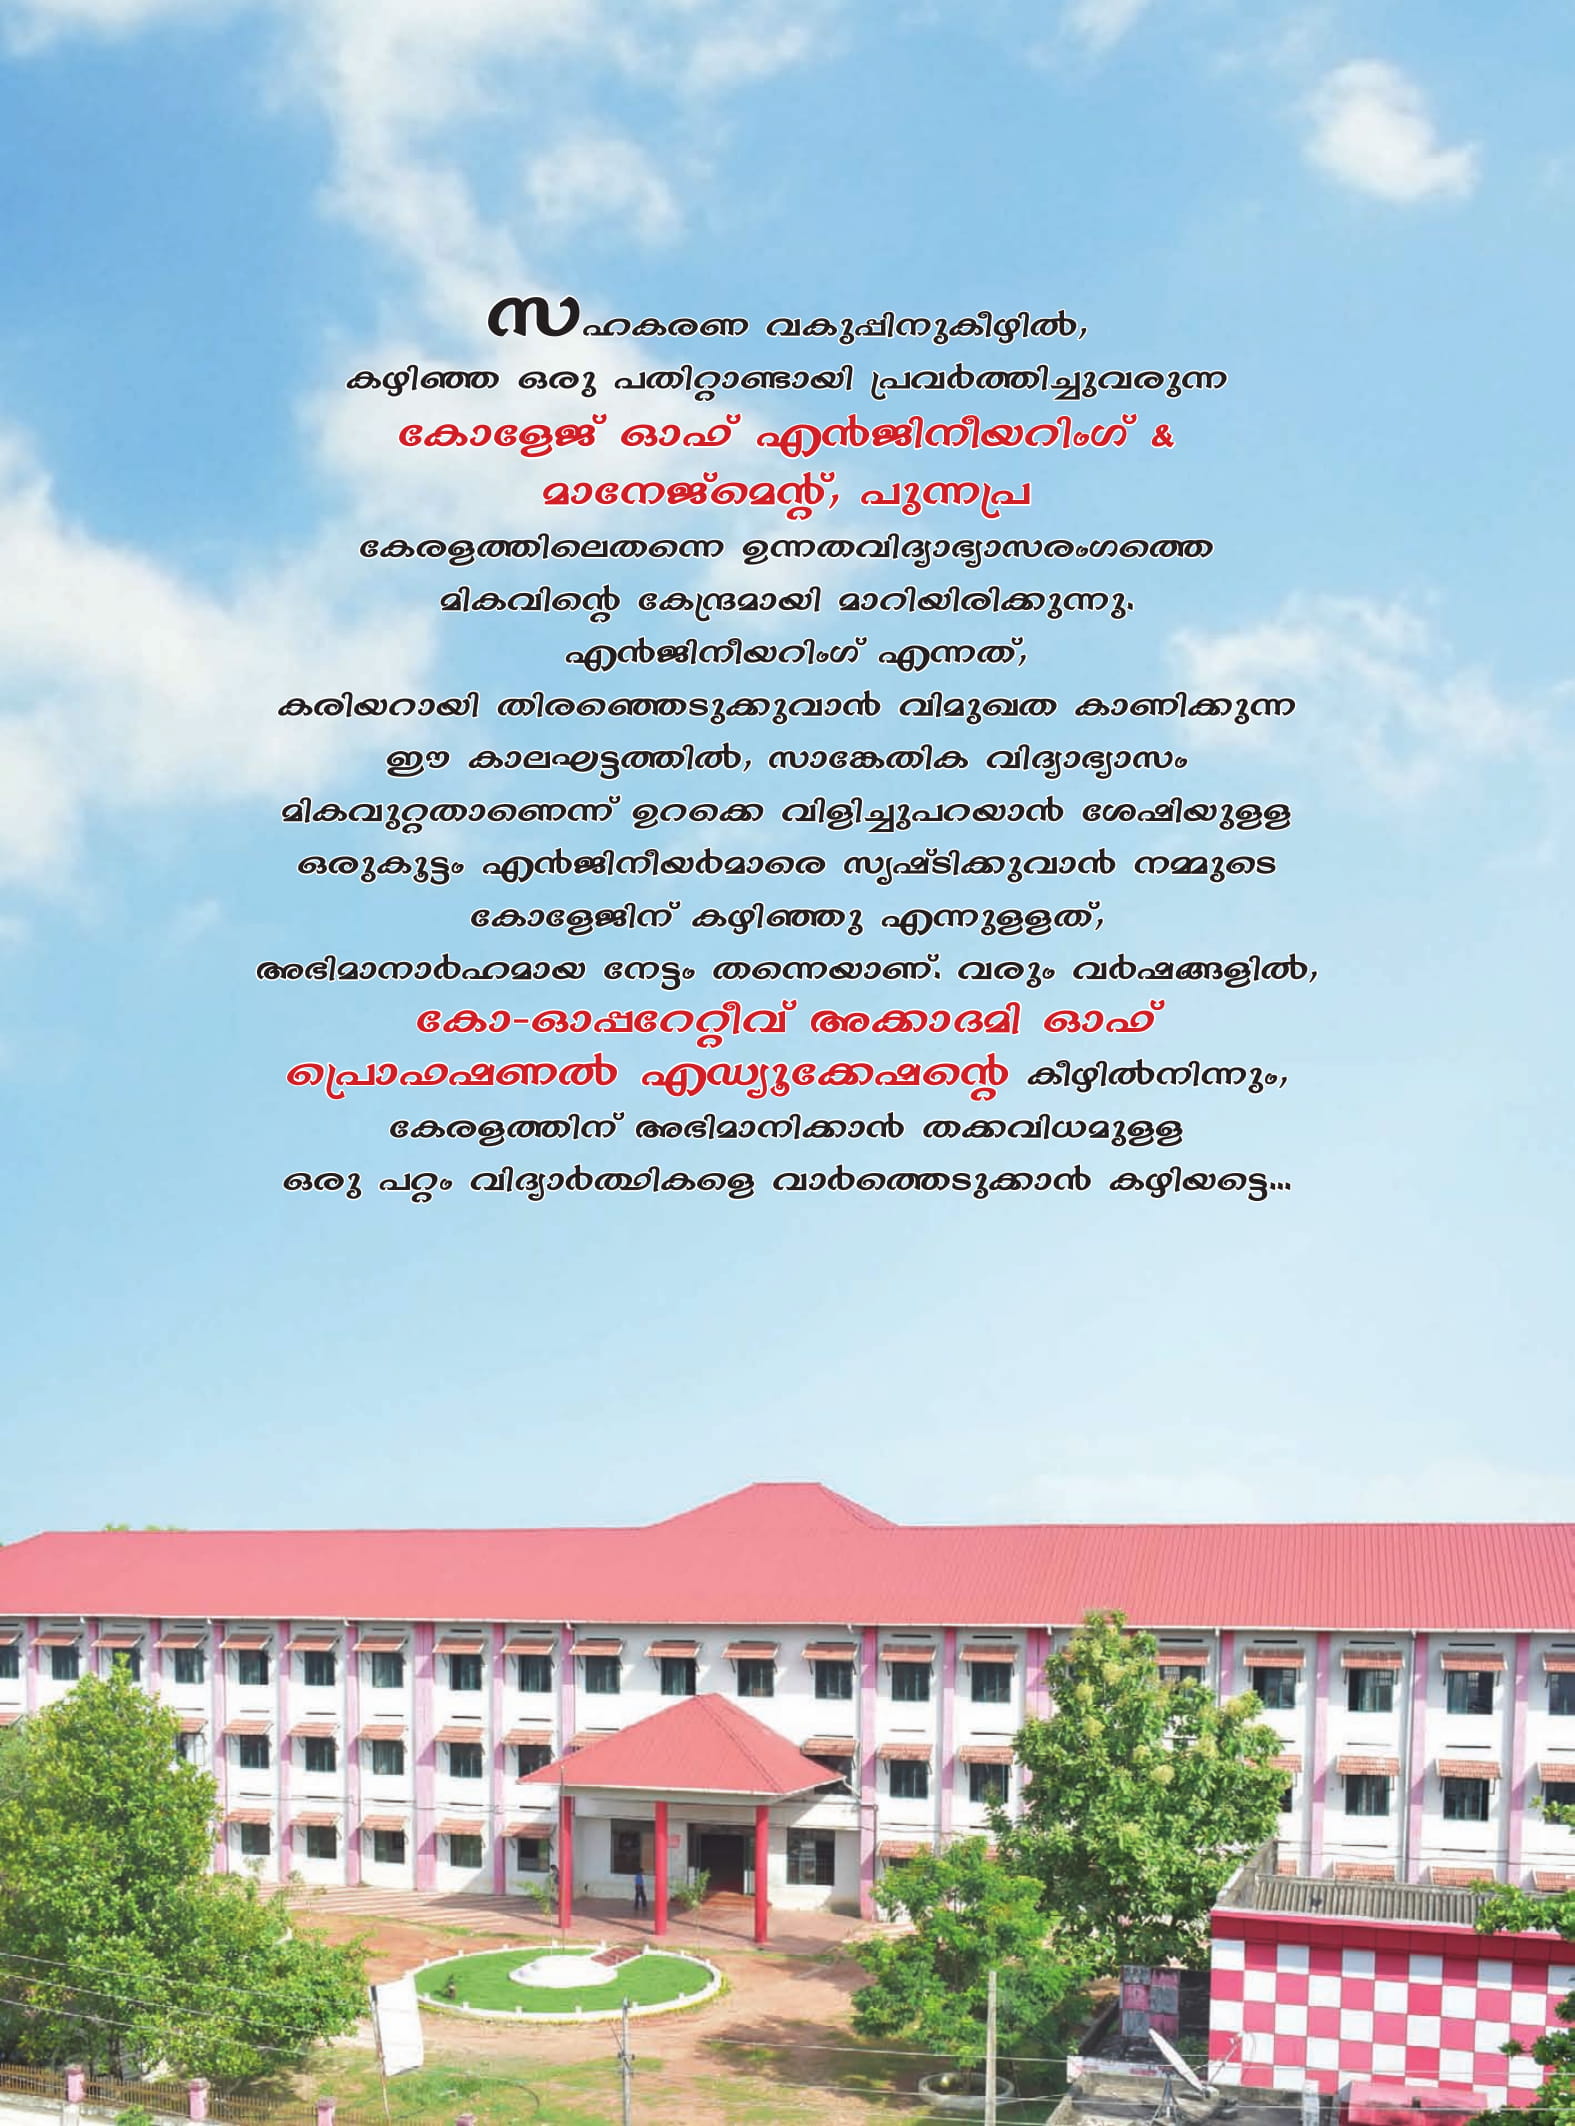 സഹകരണ വകുപ്പിനുകീഴിൽ,
കഴിഞ്ഞ ഒരു പതിറ്റാണ്ടായി പ്രവർത്തിച്ചുവരുന്ന
കോളേജ് ഓഫ് എൻജിനീയറിംഗ് &
മാനേജ്മെന്റ്, പുന്നപ്ര
കേരളത്തിലെതന്നെ ഉന്നതവിദ്യാഭ്യാസരംഗത്തെ
മികവിന്റെ കേന്ദ്രമായി മാറിയിരിക്കുന്നു.
എൻജിനീയറിംഗ് എന്നത്,
കരിയറായി തിരഞ്ഞെടുക്കുവാൻ വിമുഖത കാണിക്കുന്ന
ഈ കാലഘട്ടത്തിൽ, സാങ്കേതിക വിദ്യാഭ്യാസം
മികവുറ്റതാണെന്ന് ഉറക്കെ വിളിച്ചുപറയാൻ ശേഷിയുള്ള
ഒരുകൂട്ടം എൻജിനീയർമാരെ സൃഷ്ടിക്കുവാൻ നമ്മുടെ
കോളേജിന് കഴിഞ്ഞു എന്നുള്ളത്,
അഭിമാനാർഹമായ നേട്ടം തന്നെയാണ്. വരും വർഷങ്ങളിൽ,
കോ-ഓപ്പറേറ്റീവ് അക്കാദമി ഓഫ്
പ്രൊഫഷണൽ എഡ്യൂക്കേഷന്റെ കീഴിൽനിന്നും,
കേരളത്തിന് അഭിമാനിക്കാൻ തക്കവിധമുള്ള
ഒരു പറ്റം വിദ്യാർത്ഥികളെ വാർത്തെടുക്കാൻ കഴിയട്ടെ...